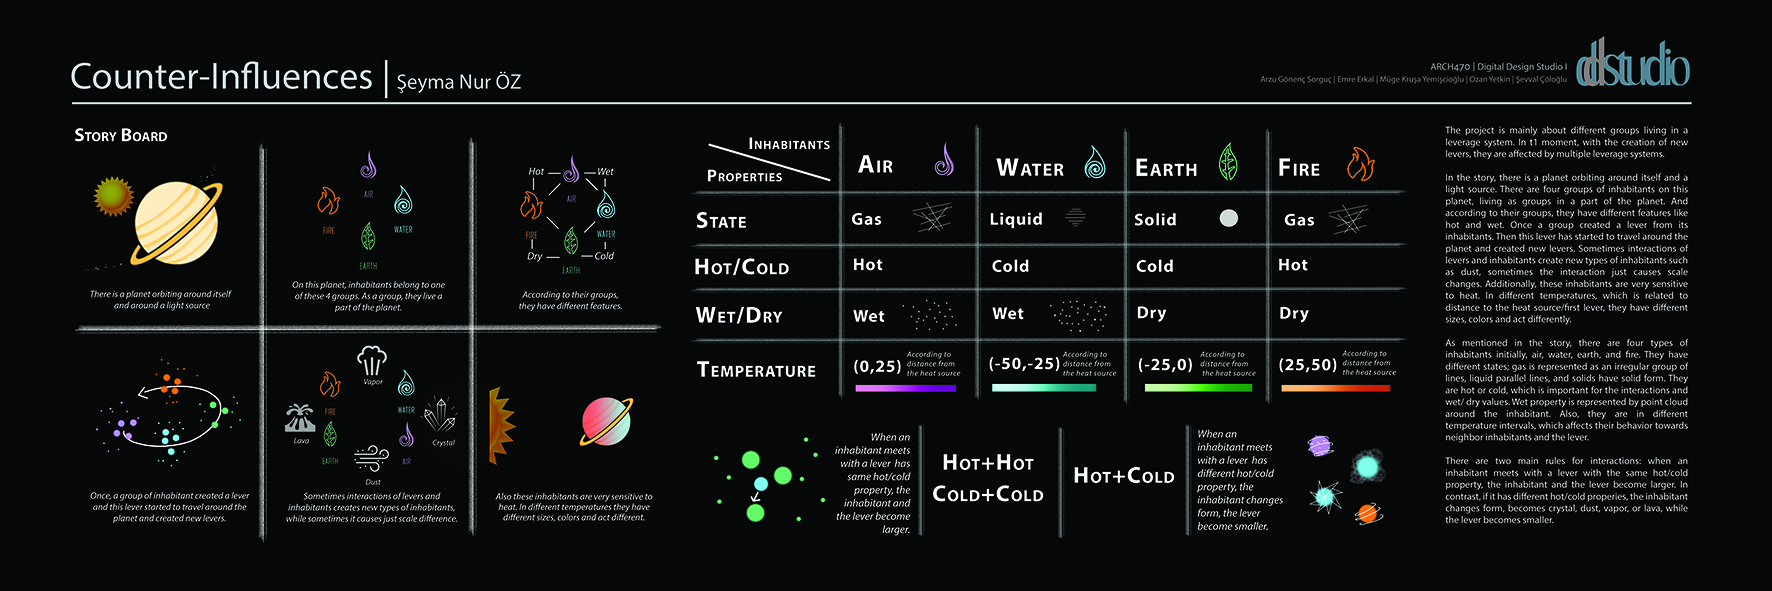 Counter-Influences | Şeyma Nur ÖZ
ARCH470 | Digital Design Studio I
Arzu Gönenç Sorguç | Emre Erkal | Müge Kruşa Yemişcioğlu | Ozan Yetkin | Şevval Çöloğlu
ddstudio
STORY BOARD
There is a planet orbiting around itself
and around a light source
AIR
FIRE
WATER
EARTH
On this planet, inhabitants belong to one
of these 4 groups. As a group, they live a
part of the planet.
Hot
Wet
AIR
FIRE
WATER
Dry
Cold
EARTH
According to their groups,
they have different features.
Once, a group of inhabitant created a lever
and this lever started to travel around the
planet and created new levers.
Vapor
FIRE
WATER
Lava
Crystal
EARTH
AIR
Dust
Sometimes interactions of levers and
inhabitants creates new types of inhabitants,
while sometimes it causes just scale difference.
Also these inhabitants are very sensitive to
heat. In different temperatures they have
different sizes, colors and act different.
INHABITANTS
PROPERTIES
AIR
WATER
EARTH
FIRE
STATE
Gas
Liquid
Solid
Gas
HOT/COLD
Hot
Cold
Cold
Hot
WET/DRY
Wet
Wet
Dry
Dry
TEMPERATURE
(0,25)
According to
distance from
the heat source
(-50,-25)
According to
distance from
the heat source
(-25,0)
According to
distance from
the heat source
(25,50)
According to
distance from
the heat source
When an
inhabitant meets
with a lever has
same hot/cold
property, the
inhabitant and
the lever become
larger.
HOT+HOT
COLD+COLD
HOT+COLD
When an
inhabitant meets
with a lever has
different hot/cold
property, the
inhabitant changes
form, the lever
become smaller.
The project is mainly about different groups living in a
leverage system. In t1 moment, with the creation of new
levers, they are affected by multiple leverage systems.
In the story, there is a planet orbiting around itself and a
light source. There are four groups of inhabitants on this
planet, living as groups in a part of the planet. And
according to their groups, they have different features like
hot and wet. Once a group created a lever from its
inhabitants. Then this lever has started to travel around the
planet and created new levers. Sometimes interactions of
levers and inhabitants create new types of inhabitants such
as dust, sometimes the interaction just causes scale
changes. Additionally, these inhabitants are very sensitive
to heat. In different temperatures, which is related to
distance to the heat source/first lever, they have different
sizes, colors and act differently.
As mentioned in the story, there are four types of
inhabitants initially, air, water, earth, and fire. They have
different states; gas is represented as an irregular group of
lines, liquid parallel lines, and solids have solid form. They
are hot or cold, which is important for the interactions and
wet/ dry values. Wet property is represented by point cloud
around the inhabitant. Also, they are in different
temperature intervals, which affects their behavior towards
neighbor inhabitants and the lever.
There are two main rules for interactions: when an
inhabitant meets with a lever with the same hot/cold
property, the inhabitant and the lever become larger. In
contrast, if it has different hot/cold properies, the inhabitant
changes form, becomes crystal, dust, vapor, or lava, while
the lever becomes smaller.